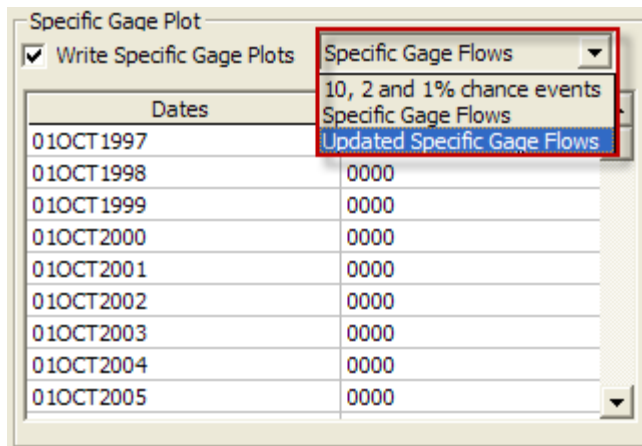 Specific Gage Plot
Write Specific Gage Plots Specific Gage Flows
10, 2 and 1% chance events
Dates
Specific Gage Flows
01OCT1997 Updated Specific Gage Flows
01OCT1998 0000
01OCT1999 0000
01OCT2000 0000
01OCT2001 0000
01OCT2002 0000
01OCT2003 0000
01OCT2004 0000
01OCT2005 0000